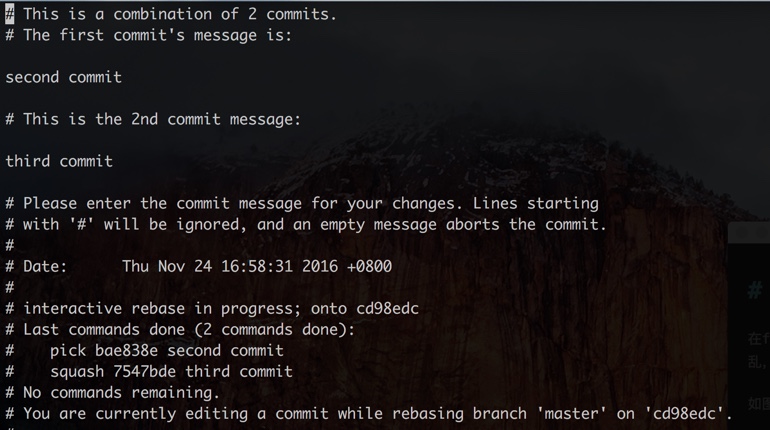 # This is a combination of 2 commits.
# The first commit's message is:
second commit
# This is the 2nd commit message:
third commit
# Please enter the commit message for your changes. Lines starting
# with '#' will be ignored, and an empty message aborts the commit.
#
# Date:      Thu Nov 24 16:58:31 2016 +0800
#
# interactive rebase in progress; onto cd98edc
# Last commands done (2 commands done):
#    pick bae838e second commit
#    squash 7547bde third commit
# No commands remaining.
# You are currently editing a commit while rebasing branch 'master' on 'cd98edc'.
#
在f
乱,
如